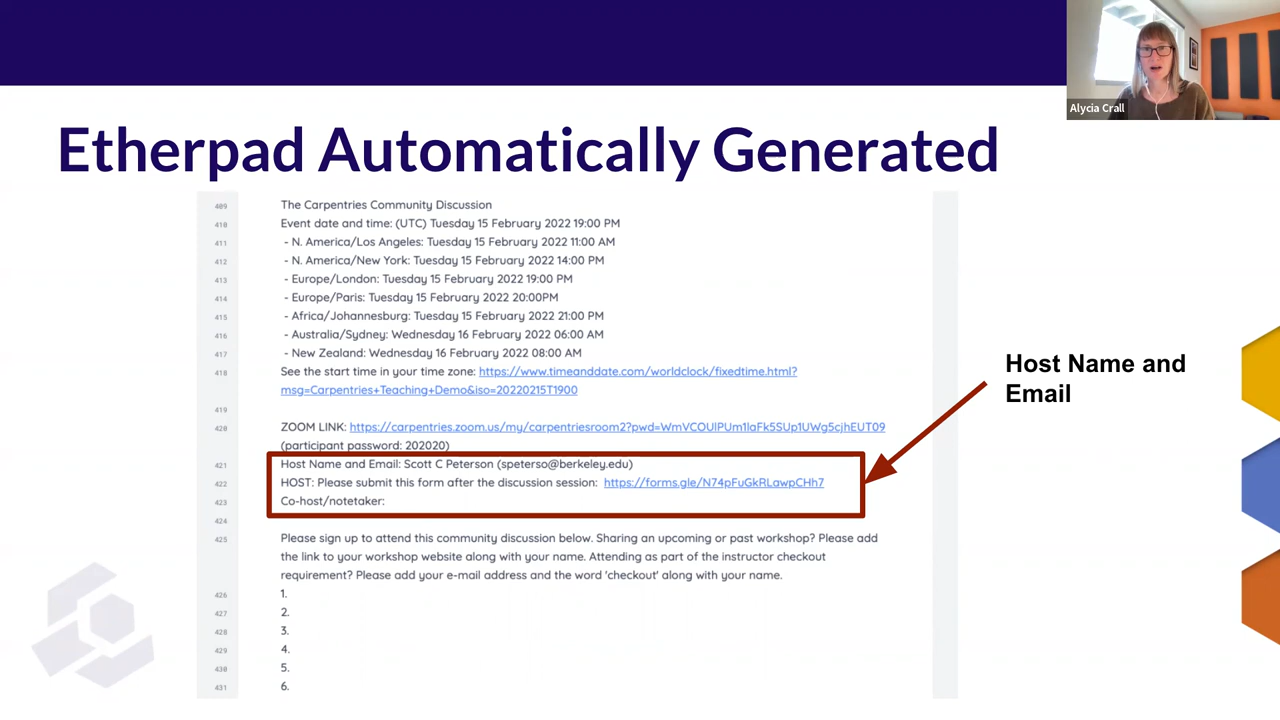 Alycia Crall
Etherpad Automatically Generated
409 The Carpentries Community Discussion
410 Event date and time: (UTC) Tuesday 15 February 2022 19:00 PM
411 - N. America/Los Angeles: Tuesday 15 February 2022 11:00 AM
412 - N. America/New York: Tuesday 15 February 2022 14:00 PM
413 - Europe/London: Tuesday 15 February 2022 19:00 PM
414 - Europe/Paris: Tuesday 15 February 2022 20:00PM
415 - Africa/Johannesburg: Tuesday 15 February 2022 21:00 PM
416 - Australia/Sydney: Wednesday 16 February 2022 06:00 AM
417 - New Zealand: Wednesday 16 February 2022 08:00 AM
418 See the start time in your time zone: https://www.timeanddate.com/worldclock/fixedtime.html?
msg=Carpentries+Teaching+Demo&iso=20220215T1900
419
420 ZOOM LINK: https://carpentries.zoom.us/my/carpentriesroom2?pwd=WmVCOUlPUm1laFk5SUp1UWg5cjhEUT09
(participant password: 202020)
421 Host Name and Email: Scott C Peterson (speterso@berkeley.edu)
422 HOST: Please submit this form after the discussion session: https://forms.gle/N74pFuGkRLawpCHh7
423 Co-host/notetaker:
424
425 Please sign up to attend this community discussion below. Sharing an upcoming or past workshop? Please add
the link to your workshop website along with your name. Attending as part of the instructor checkout
requirement? Please add your e-mail address and the word 'checkout' along with your name.
426 1.
427 2.
428 3.
429 4.
430 5.
431 6.
Host Name and
Email